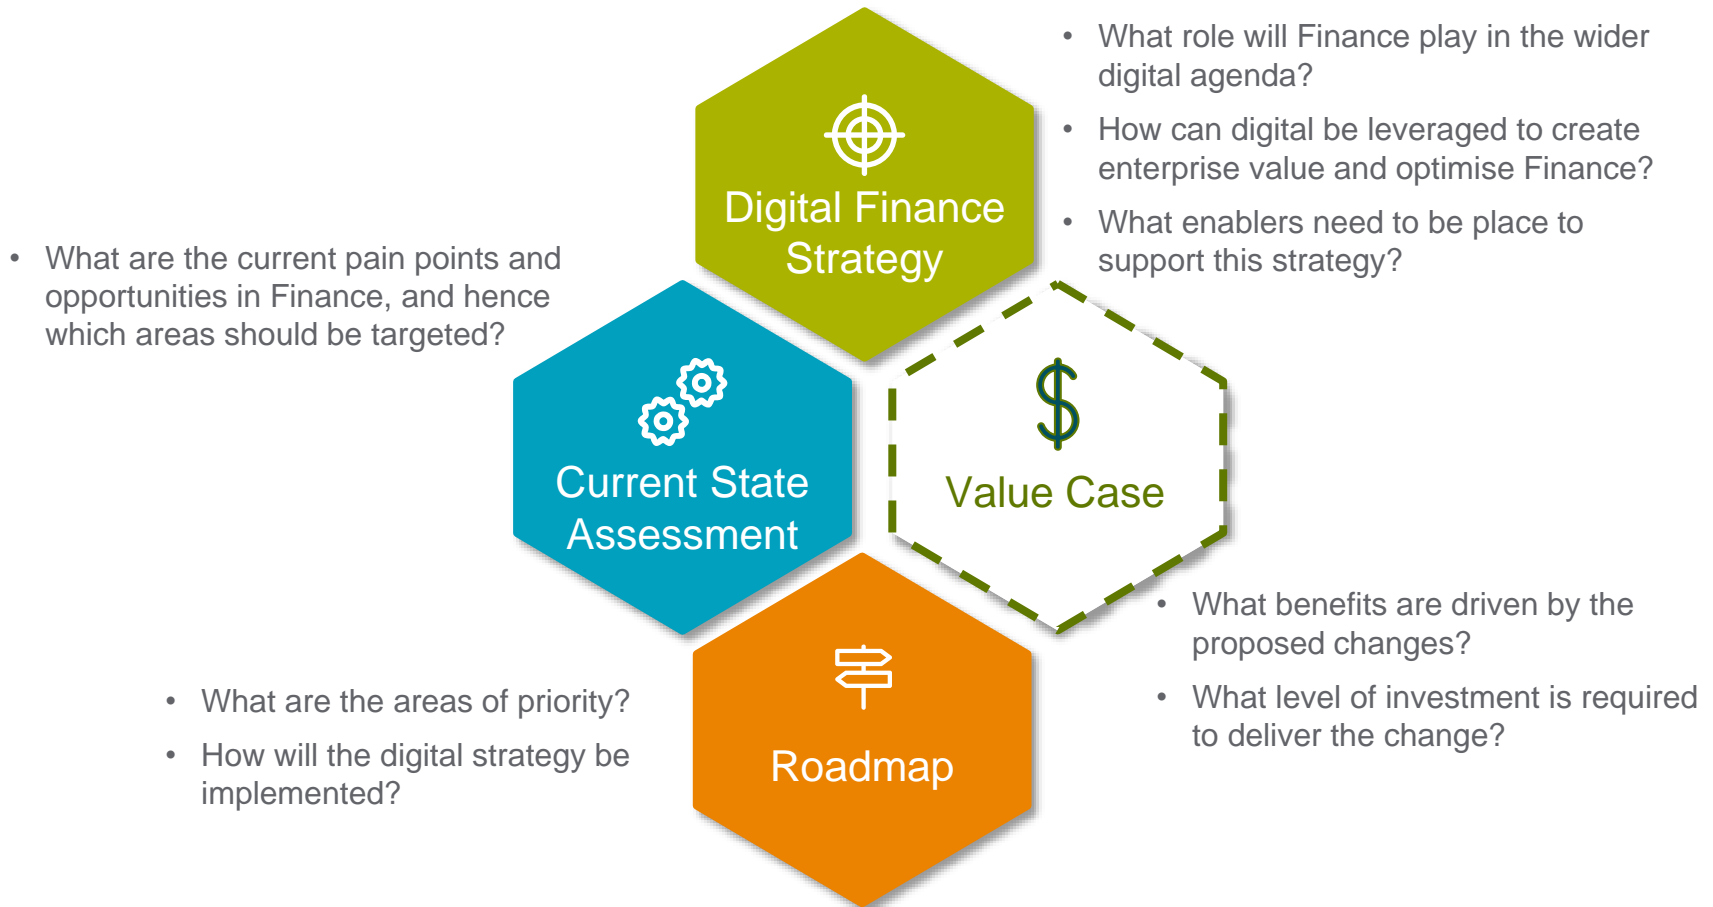 • What role will Finance play in the wider
digital agenda?
• How can digital be leveraged to create
enterprise value and optimise Finance?
• What enablers need to be place to
support this strategy?
Digital Finance
Strategy
• What are the current pain points and
opportunities in Finance, and hence
which areas should be targeted?
Current State
Assessment
$
Value Case
• What benefits are driven by the
proposed changes?
• What level of investment is required
to deliver the change?
• What are the areas of priority?
• How will the digital strategy be
implemented?
Roadmap